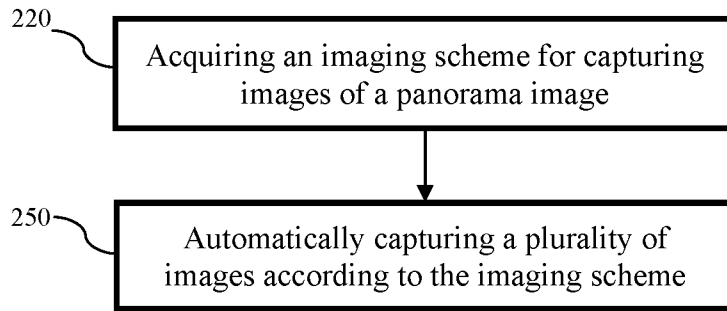 220
Acquiring an imaging scheme for capturing
images of a panorama image
250
Automatically capturing a plurality of
images according to the imaging scheme